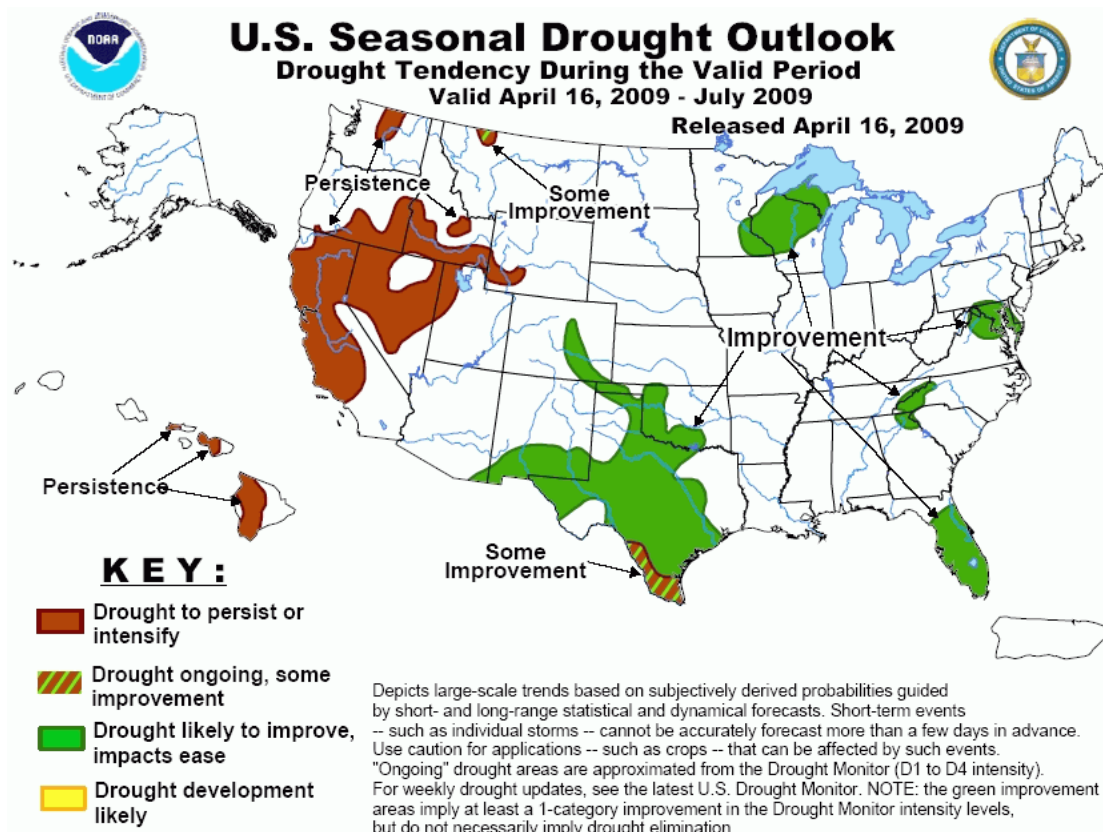 NOAA
U.S. Seasonal Drought Outlook
Drought Tendency During the Valid Period
Valid April 16, 2009 - July 2009
Released April 16, 2009
Persistence
Some
Improvement
Improvement
Persistence
Some
Improvement
KEY:
Drought to persist or
intensify
Drought ongoing, some
improvement
Drought likely to improve,
impacts ease
Drought development
likely
Depicts large-scale trends based on subjectively derived probabilities guided
by short- and long-range statistical and dynamical forecasts. Short-term events
-- such as individual storms -- cannot be accurately forecast more than a few days in advance.
Use caution for applications -- such as crops -- that can be affected by such events.
"Ongoing" drought areas are approximated from the Drought Monitor (D1 to D4 intensity).
For weekly drought updates, see the latest U.S. Drought Monitor. NOTE: the green improvement
areas imply at least a 1-category improvement in the Drought Monitor intensity levels,
but do not necessarily imply drought elimination